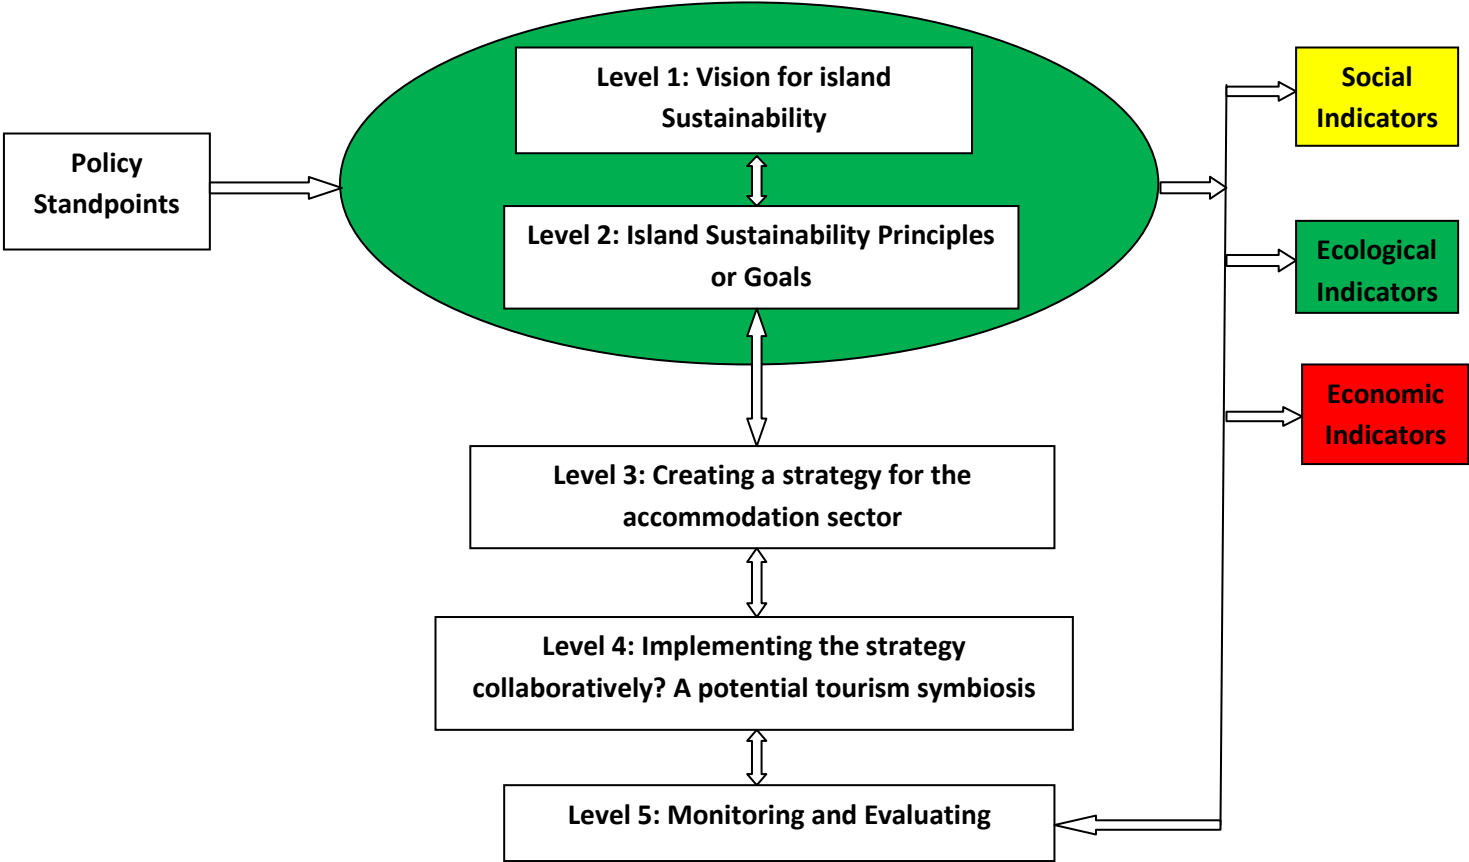 Level 1: Vision for island
Sustainability
Social
Indicators
Policy
Standpoints
Level 2: Island Sustainability Principles
or Goals
Ecological
Indicators
Economic
Indicators
Level 3: Creating a strategy for the
accommodation sector
Level 4: Implementing the strategy
collaboratively? A potential tourism symbiosis
Level 5: Monitoring and Evaluating